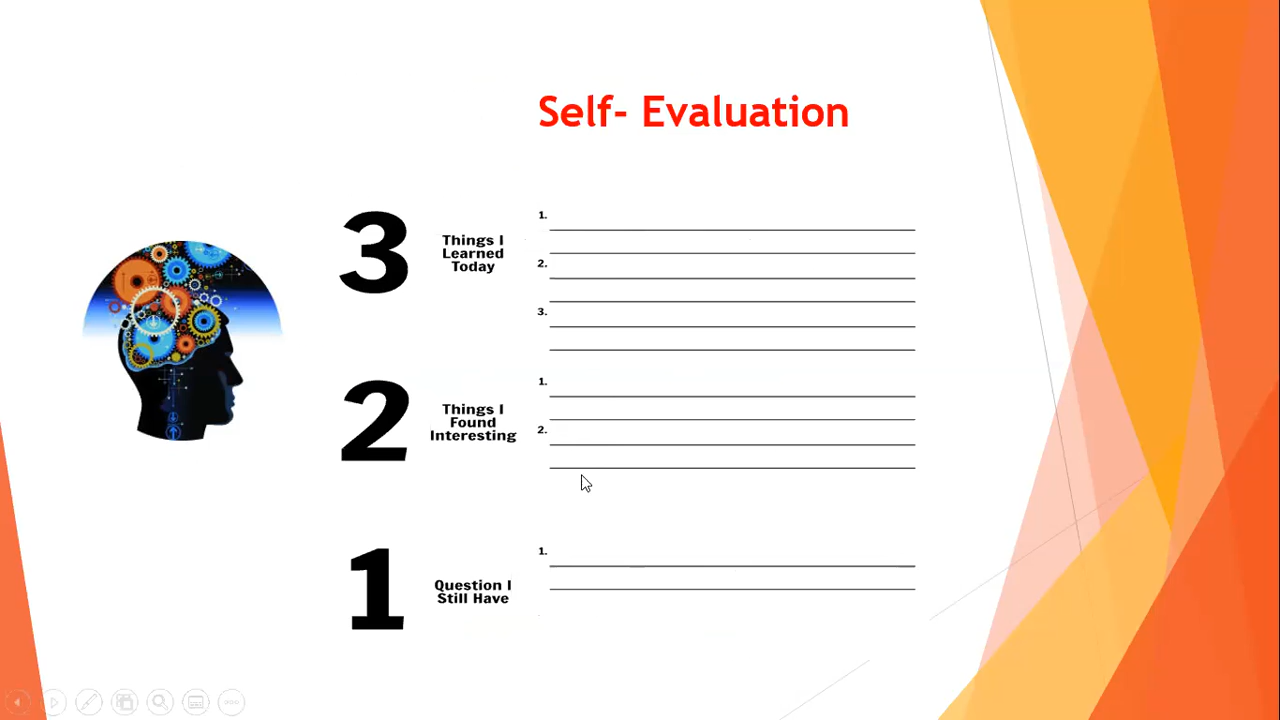 Self- Evaluation
3
Things I
Learned
Today
1.
2.
3.
2
Things I
Found
Interesting
1.
2.
1
Question I
Still Have
1.